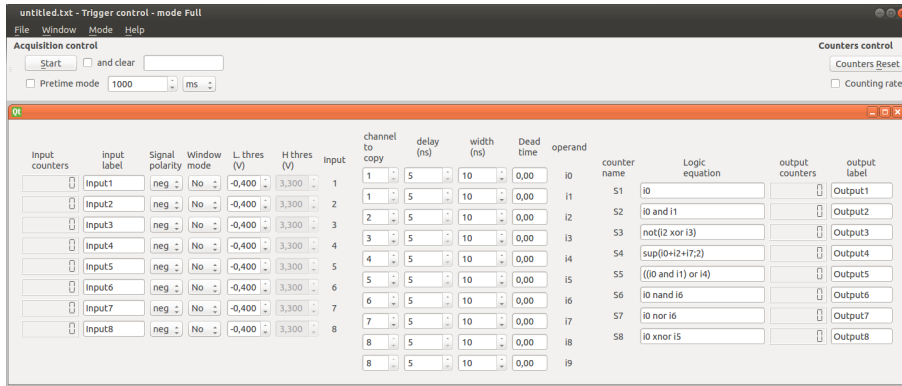 untitled.txt - Trigger control - mode Full
File Window Mode Help
Acquisition control Counters control
Start and clear Counters Reset
Pretime mode 1000 ms Counting rate
Qt
Input counters input label Signal polarity Window mode L. thres (V) H thres (V) Input channel to copy delay (ns) width (ns) Dead time operand counter name Logic equation output counters output label
0 Input1 neg No -0,400 3,300 1
0 Input2 neg No -0,400 3,300 2
0 Input3 neg No -0,400 3,300 3
0 Input4 neg No -0,400 3,300 4
0 Input5 neg No -0,400 3,300 5
0 Input6 neg No -0,400 3,300 6
0 Input7 neg No -0,400 3,300 7
0 Input8 neg No -0,400 3,300 8
1 5 10 0,00 i0
1 5 10 0,00 i1
2 5 10 0,00 i2
3 5 10 0,00 i3
4 5 10 0,00 i4
5 5 10 0,00 i5
6 5 10 0,00 i6
7 5 10 0,00 i7
8 5 10 0,00 i8
8 5 10 0,00 i9
S1 i0 0 Output1
S2 i0 and i1 0 Output2
S3 not(i2 xor i3) 0 Output3
S4 sup(i0+i2+i7;2) 0 Output4
S5 ((i0 and i1) or i4) 0 Output5
S6 i0 nand i6 0 Output6
S7 i0 nor i6 0 Output7
S8 i0 xnor i5 0 Output8